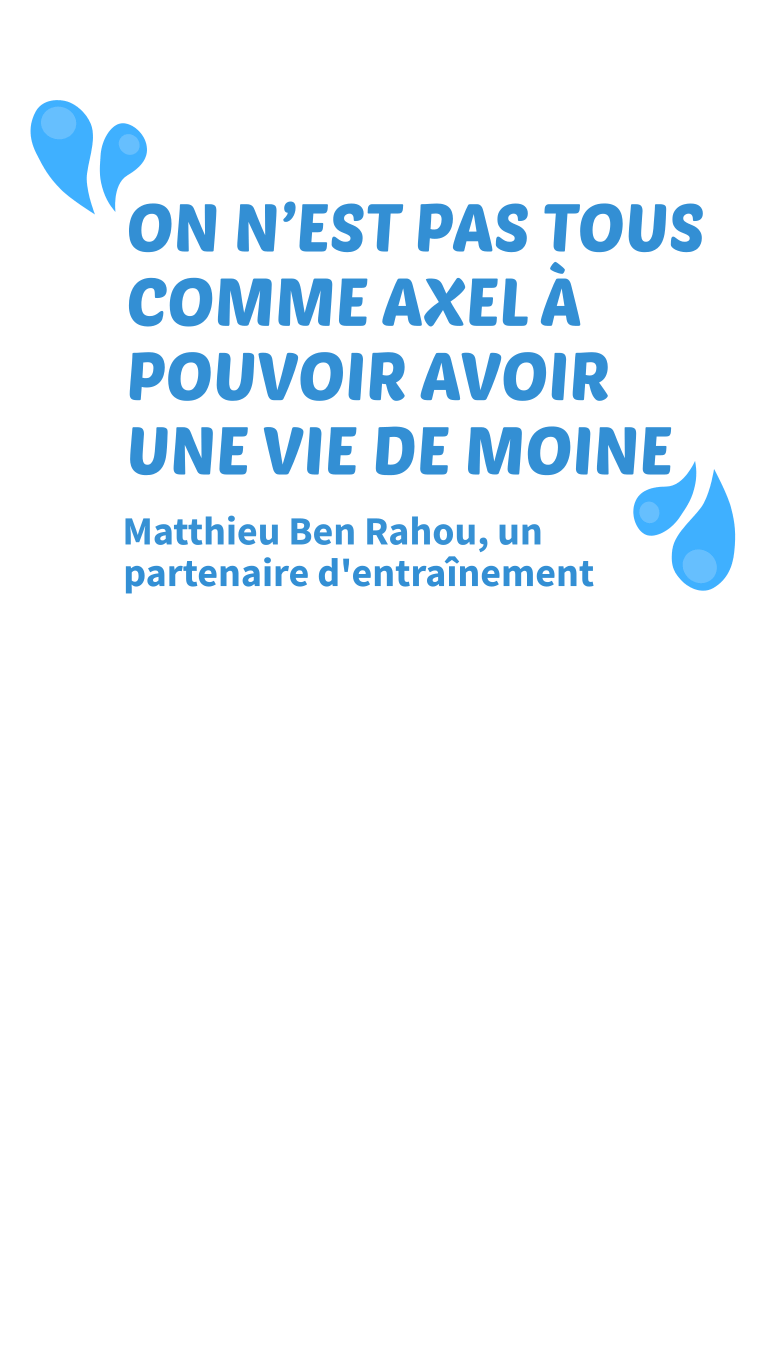 ON N’EST PAS TOUS
COMME AXEL À
POUVOIR AVOIR
UNE VIE DE MOINE
Matthieu Ben Rahou, un
partenaire d'entraînement